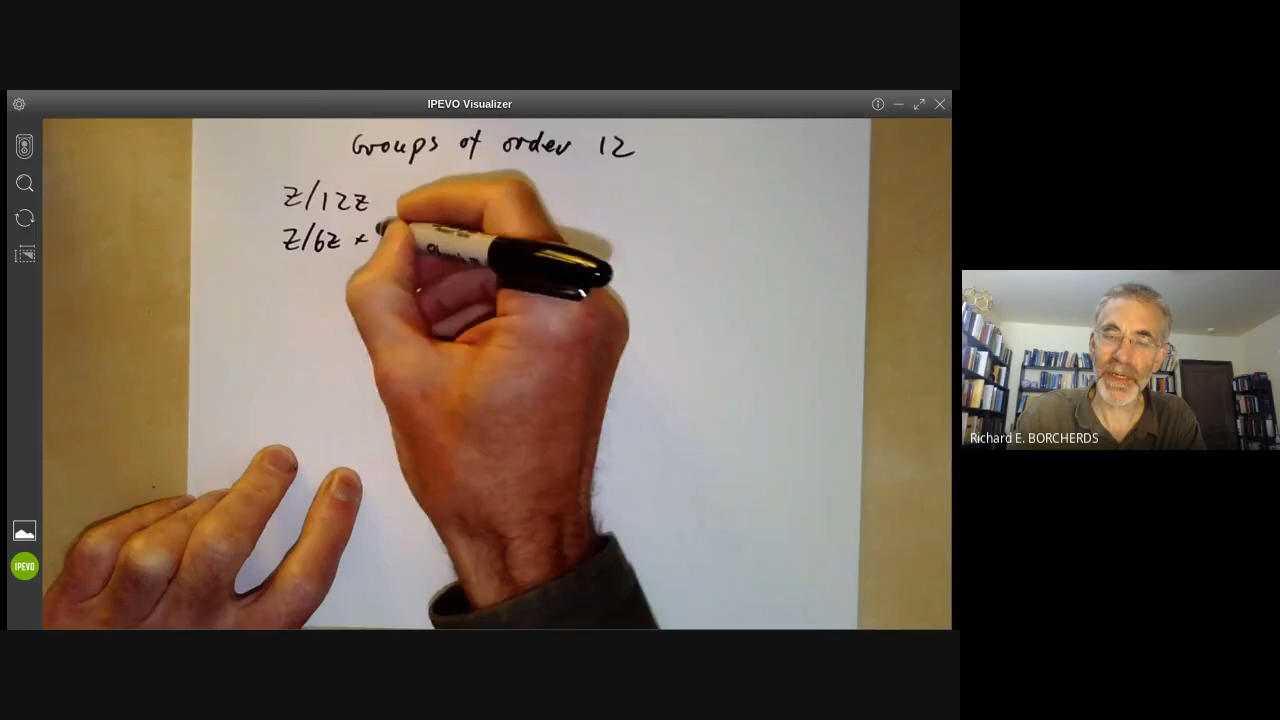 IPEVO Visualizer
Groups of order 12
Z/12Z
Z/6Z ×
IPEVO
Richard E. BORCHERDS